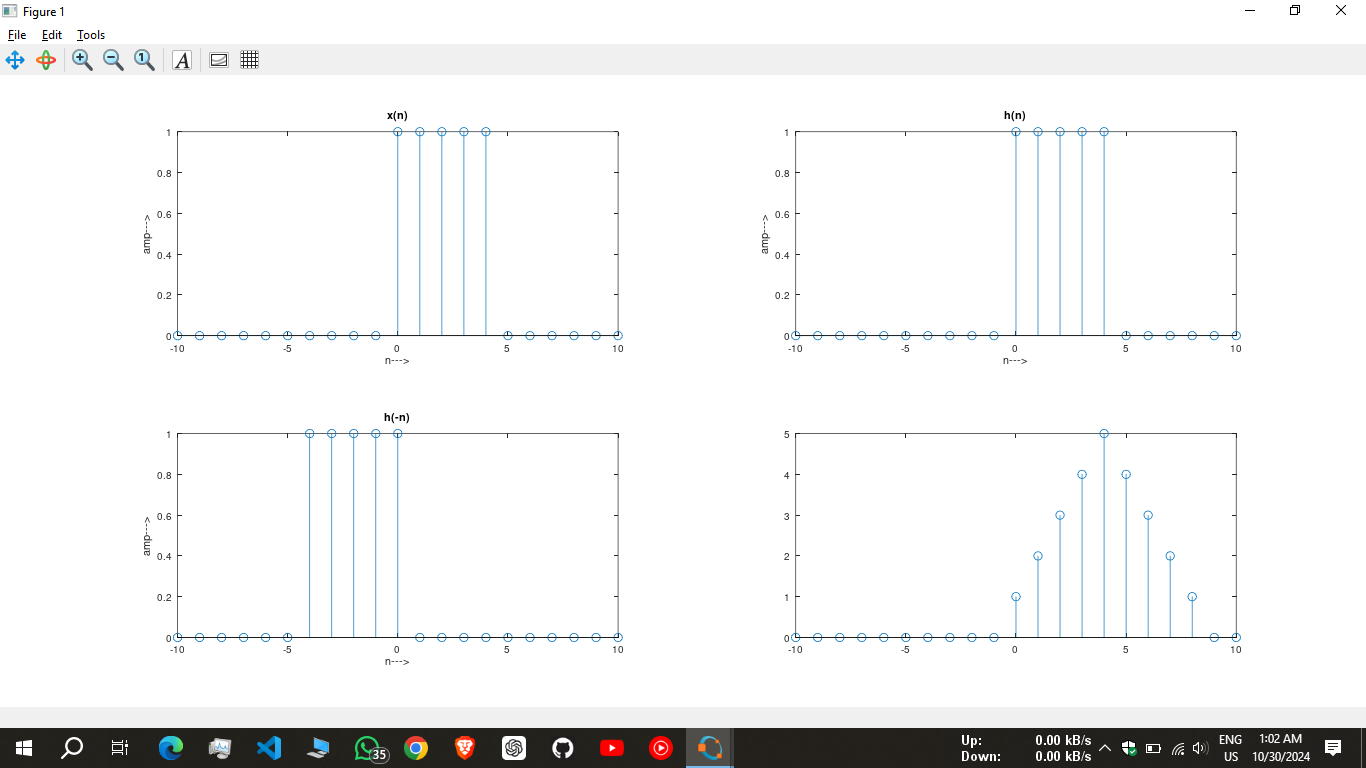 Figure 1
File Edit Tools
x(n)
1
0.8
0.6
0.4
0.2
0
amp--->
-10 -5 0 5 10
n--->
h(n)
1
0.8
0.6
0.4
0.2
0
amp--->
-10 -5 0 5 10
n--->
h(-n)
1
0.8
0.6
0.4
0.2
0
amp--->
-10 -5 0 5 10
n--->
5
4
3
2
1
0
-10 -5 0 5 10
35
Up: 0.00 kB/s
Down: 0.00 kB/s
ENG
US
1:02 AM
10/30/2024